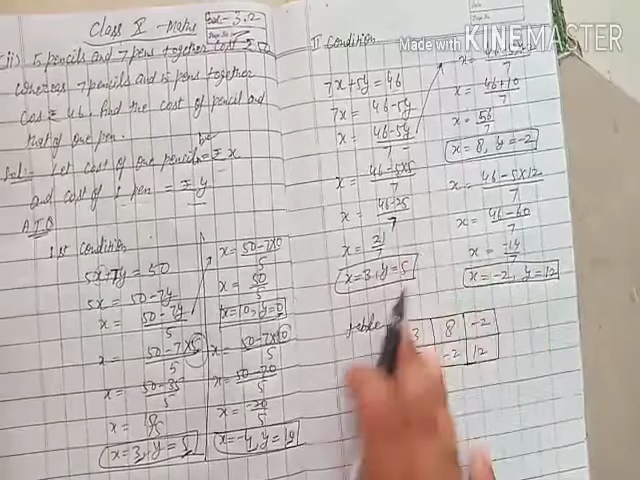 Class X - Maths
Exe - 3.2
(ii) 5 pencils and 7 pens together cost ₹ 50
whereas 7 pencils and 5 pens together
cos ₹ 46, find the cost of pencil and
that of one pen.
Sol:- Let cost of one pencil be = ₹ x
and cost of 1 pen = ₹ y
ATQ
1st Condition
5x+7y = 50
5x = 50-7y
x = 50-7y
5
x = 50-7×5
5
x = 50-35
5
x =
x=3, y=5
x = 50-7×0
5
x = 50
5
x=10, y=0
x = 50-7×10
5
x = 50-70
5
x = -20
5
x=-4, y=10
II Condition
7x+5y = 46
7x = 46-5y
x = 46-5y
7
x = 46-5×5
7
x = 46-25
7
x = 21
7
x=3, y=5
x=
7
x = 46+10
7
x = 56
7
x=8, y=-2
x = 46-5×12
7
x = 46-60
7
x = -14
7
x=-2, y=12
table
3 8 -2
-2 12
Made With
KINEMASTER